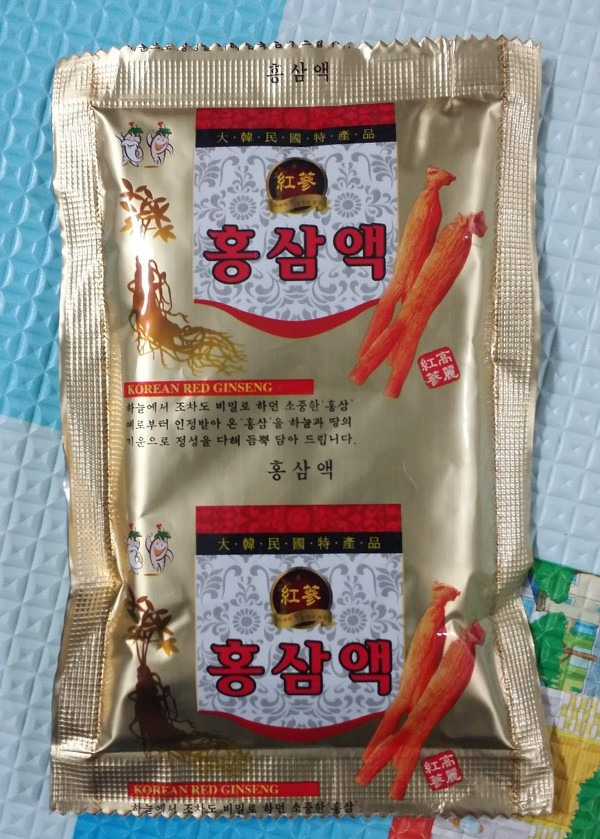 홍삼액
大·韓·民·國·特·産·品
紅蔘
홍삼액
高麗
紅蔘
KOREAN RED GINSENG
하늘에서 조차도 비밀로 하던 소중한 '홍삼'
예로부터 인정받아 온 '홍삼'을 하늘과 땅의
기운으로 정성을 다해 듬뿍 담아 드립니다.
홍삼액
大·韓·民·國·特·産·品
紅蔘
홍삼액
高麗
紅蔘
KOREAN RED GINSENG
하늘에서 조차도 비밀로 하던 소중한 '홍삼